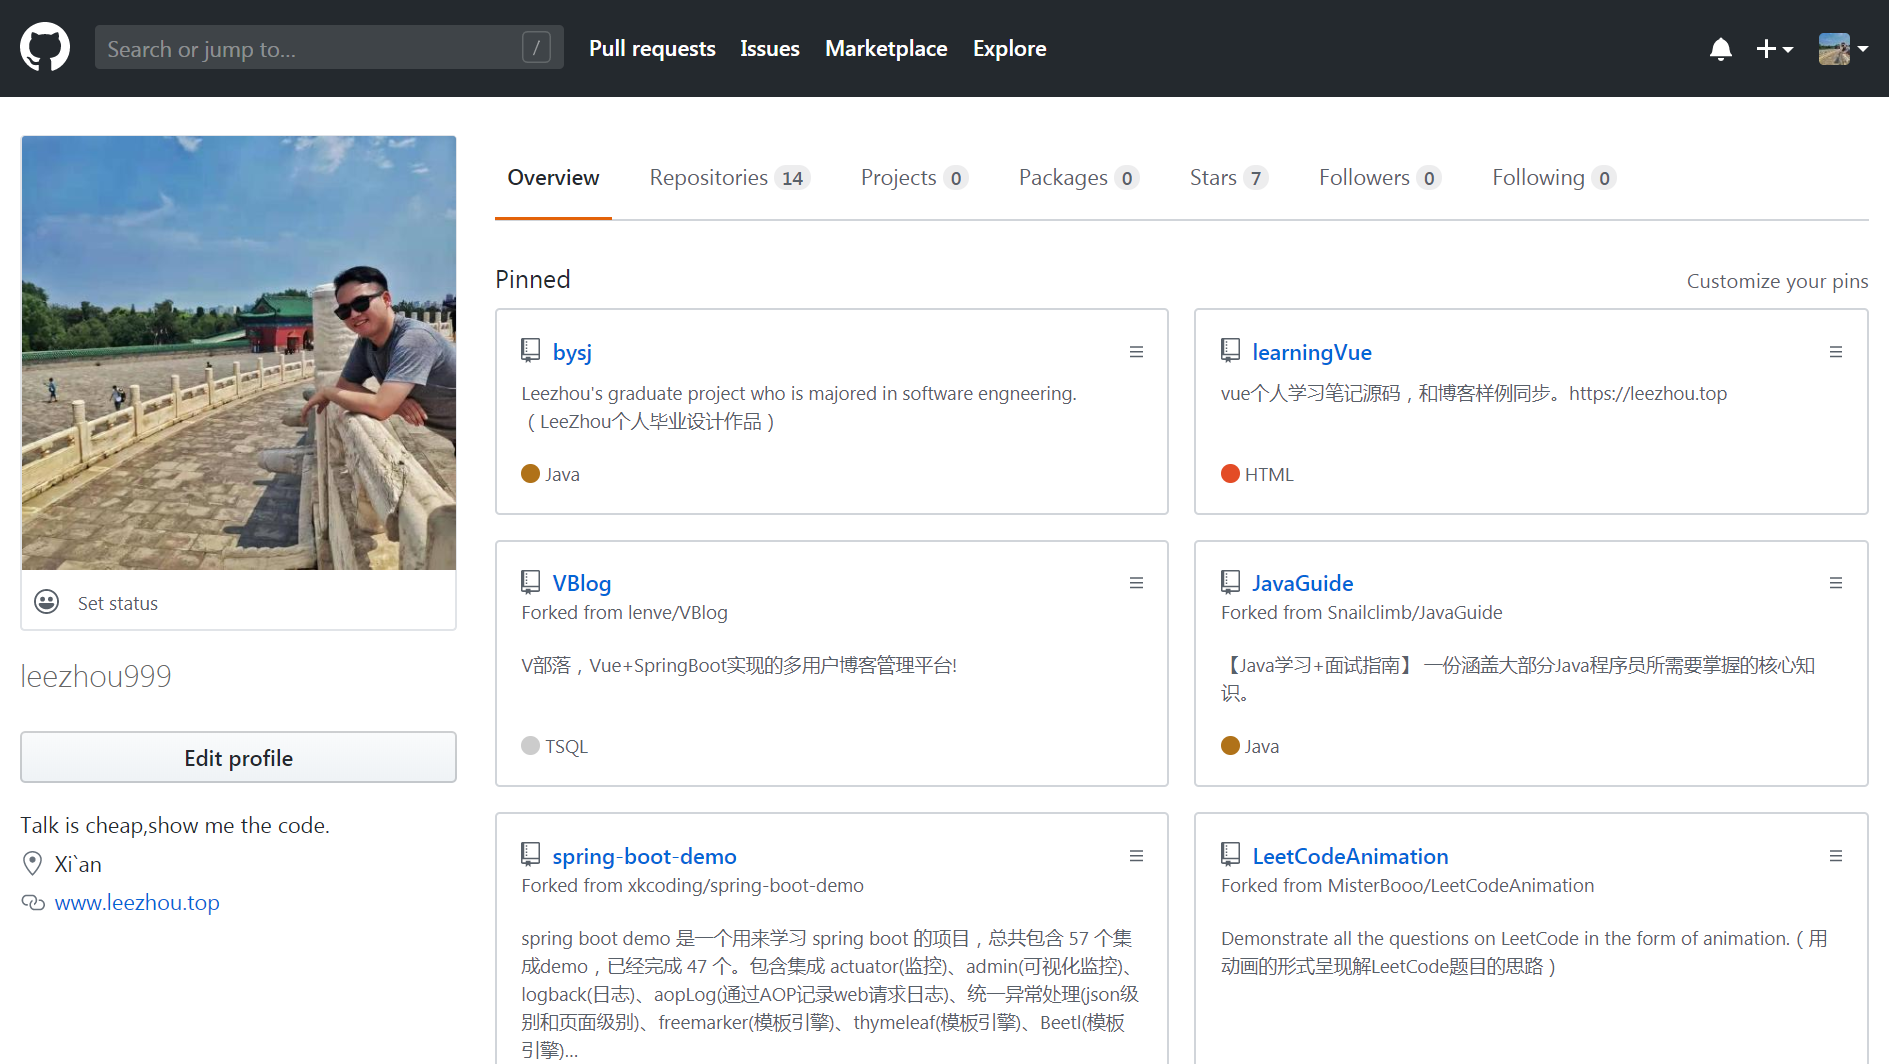 Search or jump to... /
Pull requests
Issues
Marketplace
Explore
Overview
Repositories 14
Projects 0
Packages 0
Stars 7
Followers 0
Following 0
Set status
leezhou999
Edit profile
Talk is cheap,show me the code.
Xi`an
www.leezhou.top
Pinned
Customize your pins
bysj
Leezhou's graduate project who is majored in software engneering.
（LeeZhou个人毕业设计作品）
Java
learningVue
vue个人学习笔记源码，和博客样例同步。https://leezhou.top
HTML
VBlog
Forked from lenve/VBlog
V部落，Vue+SpringBoot实现的多用户博客管理平台!
TSQL
JavaGuide
Forked from Snailclimb/JavaGuide
【Java学习+面试指南】 一份涵盖大部分Java程序员所需要掌握的核心知
识。
Java
spring-boot-demo
Forked from xkcoding/spring-boot-demo
spring boot demo 是一个用来学习 spring boot 的项目，总共包含 57 个集
成demo，已经完成 47 个。包含集成 actuator(监控)、admin(可视化监控)、
logback(日志)、aopLog(通过AOP记录web请求日志)、统一异常处理(json级
别和页面级别)、freemarker(模板引擎)、thymeleaf(模板引擎)、Beetl(模板
引擎)...
LeetCodeAnimation
Forked from MisterBooo/LeetCodeAnimation
Demonstrate all the questions on LeetCode in the form of animation.（用
动画的形式呈现解LeetCode题目的思路）